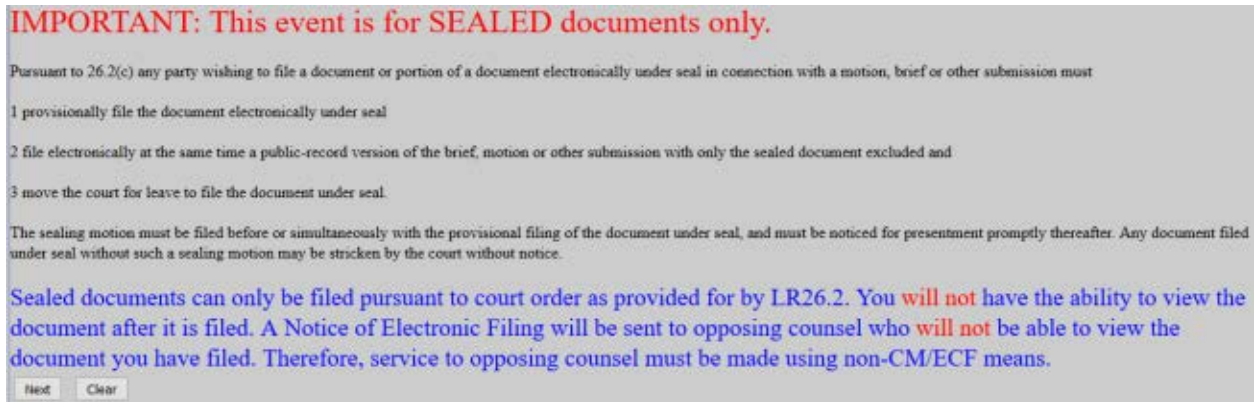 IMPORTANT: This event is for SEALED documents only.
Pursuant to 26.2(c) any party wishing to file a document or portion of a document electronically under seal in connection with a motion, brief or other submission must
1 provisionally file the document electronically under seal
2 file electronically at the same time a public-record version of the brief, motion or other submission with only the sealed document excluded and
3 move the court for leave to file the document under seal.
The sealing motion must be filed before or simultaneously with the provisional filing of the document under seal, and must be noticed for presentment promptly thereafter. Any document filed
under seal without such a sealing motion may be stricken by the court without notice.
Sealed documents can only be filed pursuant to court order as provided for by LR26.2. You will not have the ability to view the
document after it is filed. A Notice of Electronic Filing will be sent to opposing counsel who will not be able to view the
document you have filed. Therefore, service to opposing counsel must be made using non-CM/ECF means.
Next Clear